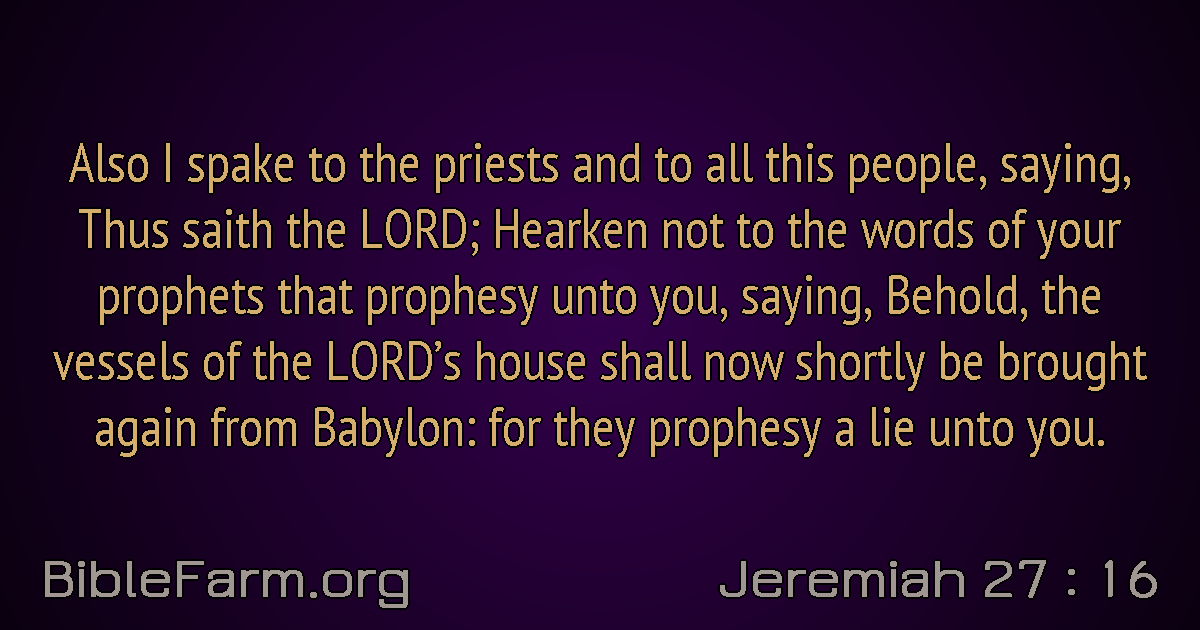 Also I spake to the priests and to all this people, saying,
Thus saith the LORD; Hearken not to the words of your
prophets that prophesy unto you, saying, Behold, the
vessels of the LORD’s house shall now shortly be brought
again from Babylon: for they prophesy a lie unto you.
BibleFarm.org
Jeremiah 27 : 16